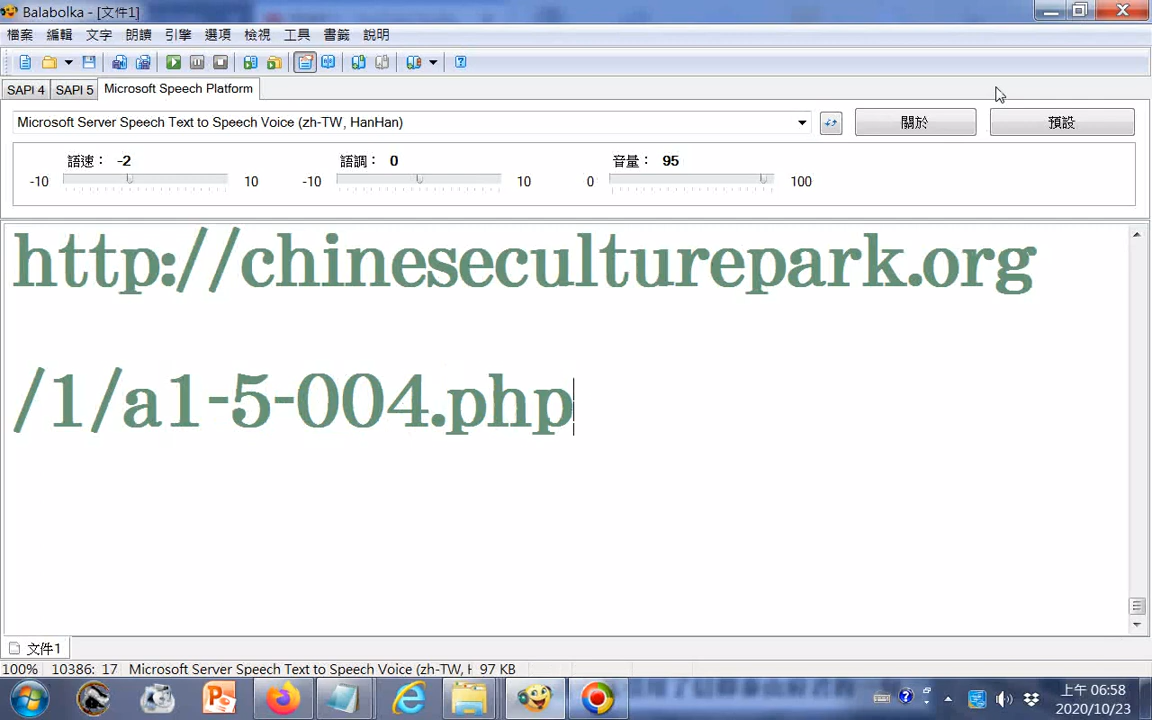 Balabolka - [文件1]
檔案 編輯 文字 朗讀 引擎 選項 檢視 工具 書籤 說明
SAPI 4 SAPI 5 Microsoft Speech Platform
Microsoft Server Speech Text to Speech Voice (zh-TW, HanHan) 關於 預設
語速： -2 語調： 0 音量： 95
-10 10 -10 10 0 100
http://chineseculturepark.org
/1/a1-5-004.php
文件1
100% 10386: 17 Microsoft Server Speech Text to Speech Voice (zh-TW, H 97 KB
上午 06:58
2020/10/23